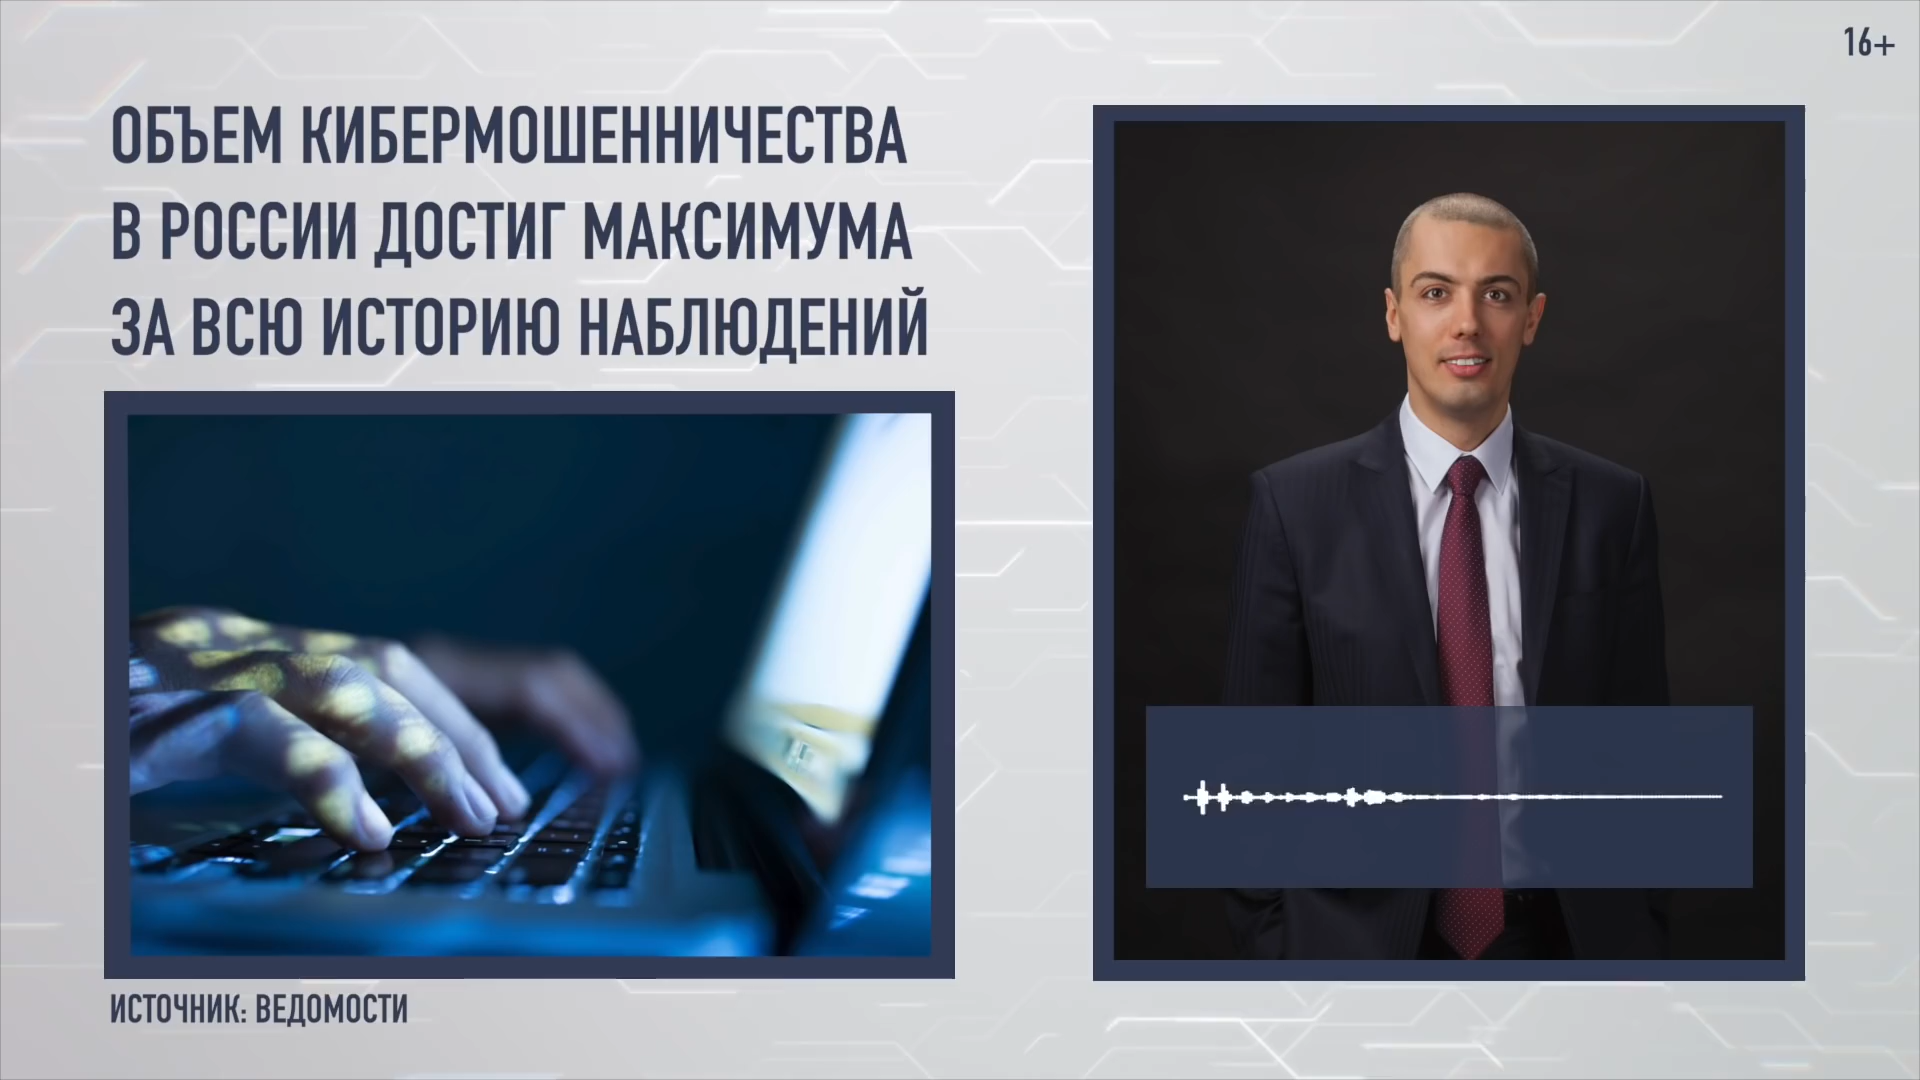 16+
ОБЪЕМ КИБЕРМОШЕННИЧЕСТВА
В РОССИИ ДОСТИГ МАКСИМУМА
ЗА ВСЮ ИСТОРИЮ НАБЛЮДЕНИЙ
ИСТОЧНИК: ВЕДОМОСТИ